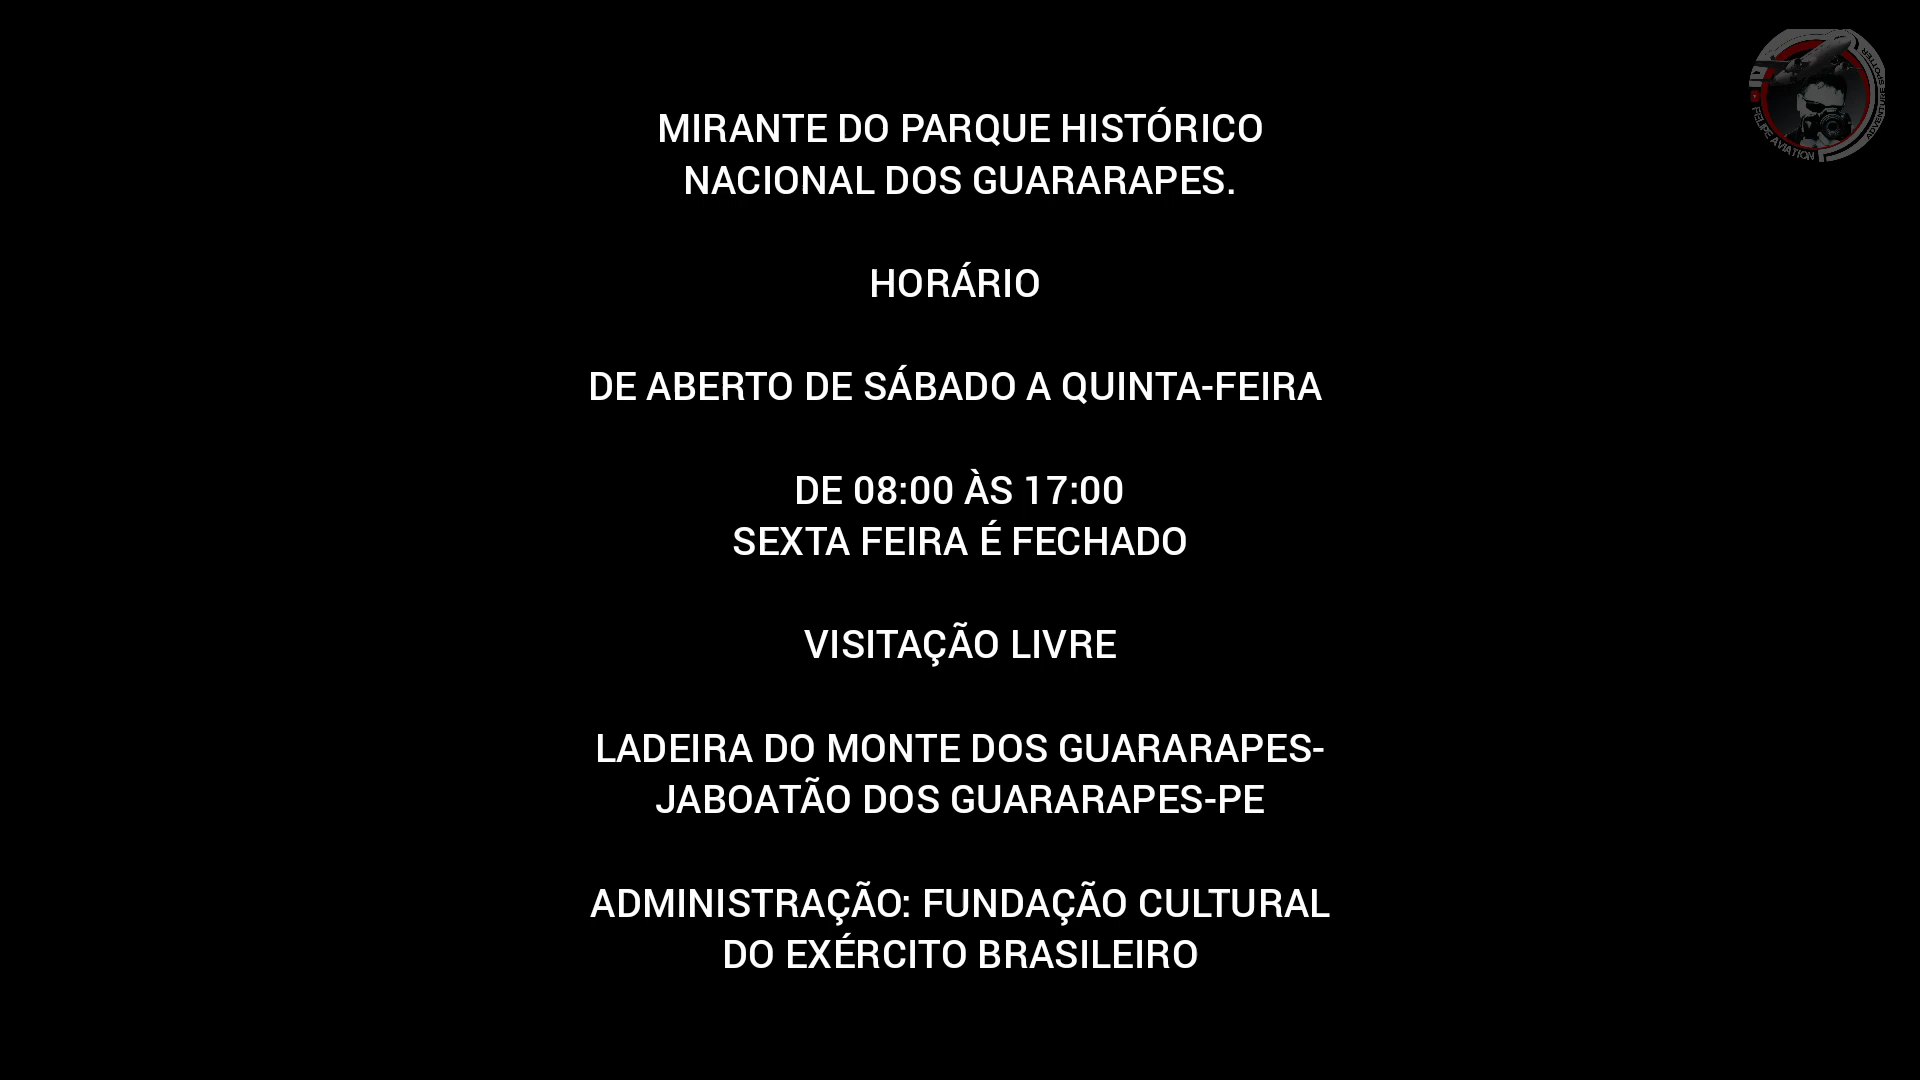 MIRANTE DO PARQUE HISTÓRICO
NACIONAL DOS GUARARAPES.
HORÁRIO
DE ABERTO DE SÁBADO A QUINTA-FEIRA
DE 08:00 ÀS 17:00
SEXTA FEIRA É FECHADO
VISITAÇÃO LIVRE
LADEIRA DO MONTE DOS GUARARAPES-
JABOATÃO DOS GUARARAPES-PE
ADMINISTRAÇÃO: FUNDAÇÃO CULTURAL
DO EXÉRCITO BRASILEIRO
FELIPE AVIATION
SPOTTER